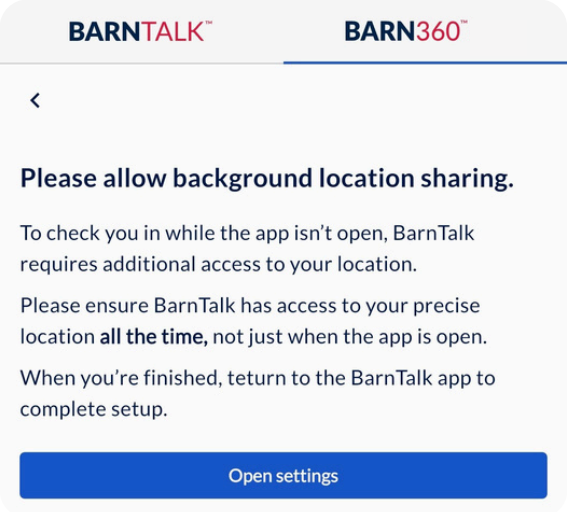 BARNTALK™ BARN360™
Please allow background location sharing.
To check you in while the app isn't open, BarnTalk
requires additional access to your location.
Please ensure BarnTalk has access to your precise
location all the time, not just when the app is open.
When you're finished, teturn to the BarnTalk app to
complete setup.
Open settings